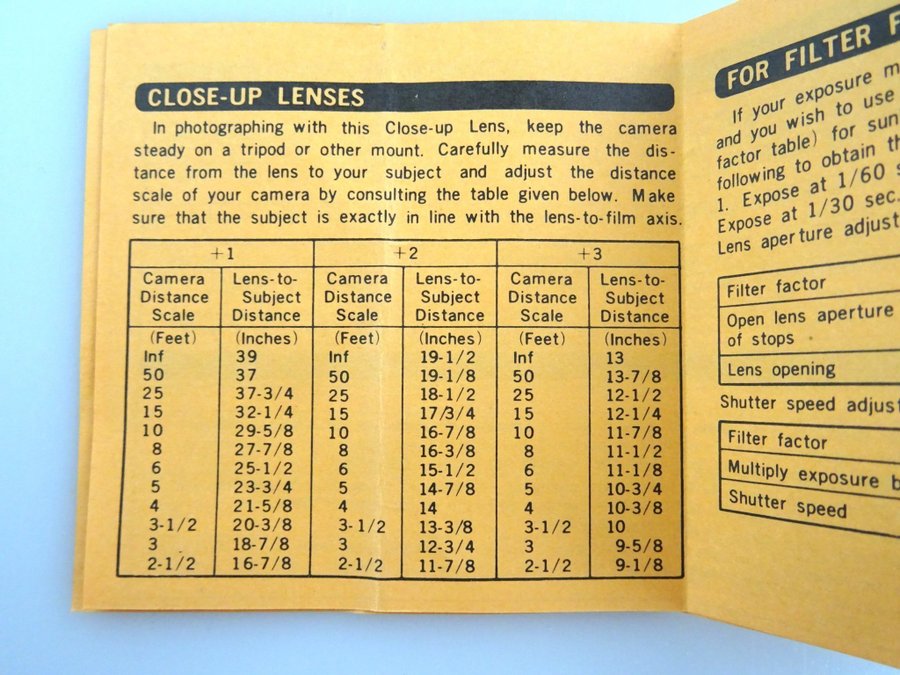 CLOSE-UP LENSES
In photographing with this Close-up Lens, keep the camera
steady on a tripod or other mount. Carefully measure the dis-
tance from the lens to your subject and adjust the distance
scale of your camera by consulting the table given below. Make
sure that the subject is exactly in line with the lens-to-film axis.
+1 +2 +3
Camera Lens-to- Camera Lens-to- Camera Lens-to-
Distance Subject Distance Subject Distance Subject
Scale Distance Scale Distance Scale Distance
(Feet) (Inches) (Feet) (Inches) (Feet) (Inches)
Inf 39 Inf 19-1/2 Inf 13
50 37 50 19-1/8 50 13-7/8
25 37-3/4 25 18-1/2 25 12-1/2
15 32-1/4 15 17/3/4 15 12-1/4
10 29-5/8 10 16-7/8 10 11-7/8
8 27-7/8 8 16-3/8 8 11-1/2
6 25-1/2 6 15-1/2 6 11-1/8
5 23-3/4 5 14-7/8 5 10-3/4
4 21-5/8 4 14 4 10-3/8
3-1/2 20-3/8 3-1/2 13-3/8 3-1/2 10
3 18-7/8 3 12-3/4 3 9-5/8
2-1/2 16-7/8 2-1/2 11-7/8 2-1/2 9-1/8
FOR FILTER F
If your exposure m
and you wish to use
factor table) for sun
following to obtain th
1. Expose at 1/60 s
Expose at 1/30 sec.
Lens aperture adjust
Filter factor
Open lens aperture
of stops
Lens opening
Shutter speed adjust
Filter factor
Multiply exposure b
Shutter speed